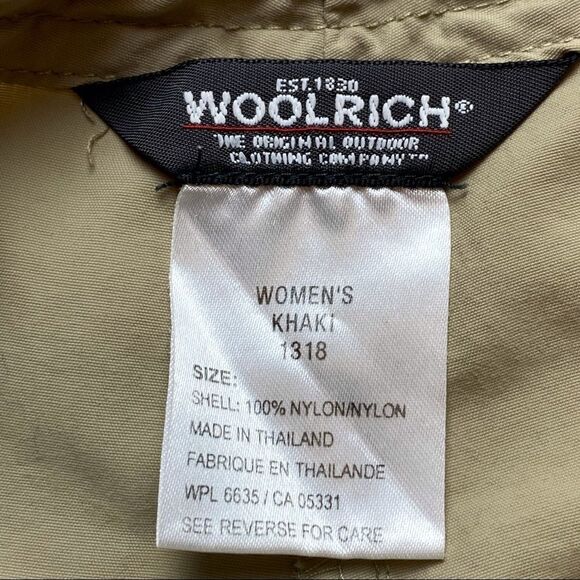 EST.1830
WOOLRICH®
THE ORIGINAL OUTDOOR
CLOTHING COMPANY™
WOMEN'S
KHAKI
1318
SIZE:
SHELL: 100% NYLON/NYLON
MADE IN THAILAND
FABRIQUE EN THAILANDE
WPL 6635 / CA 05331
SEE REVERSE FOR CARE